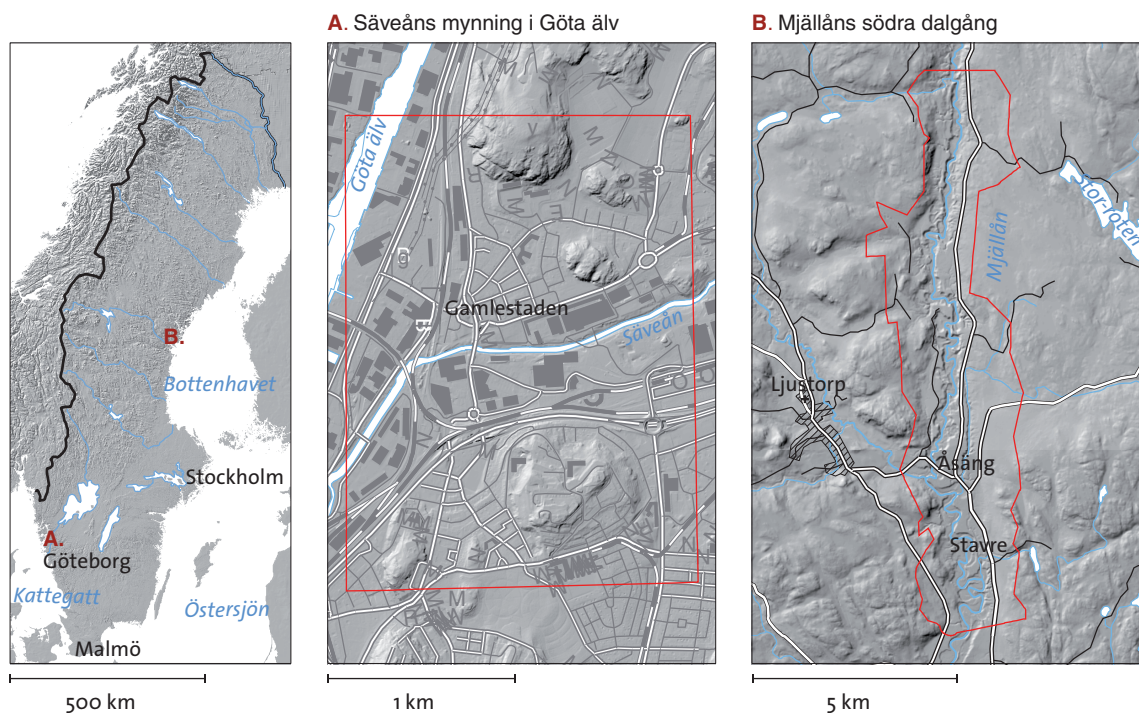 A. Säveåns mynning i Göta älv
B. Mjällåns södra dalgång
B.
Bottenhavet
Stockholm
A.
Göteborg
Kattegatt
Östersjön
Malmö
500 km
Göta älv
Gamlestaden
Säveån
1 km
Stor-Laxen
Mjällån
Ljustorp
Åsäng
Stavre
5 km